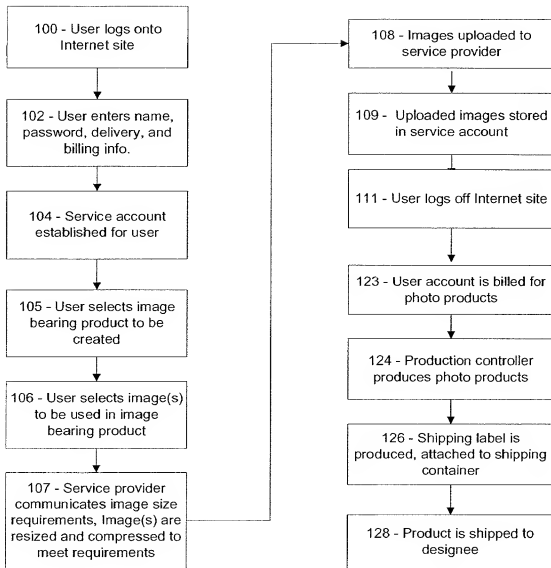 100 - User logs onto
Internet site
102 - User enters name,
password, delivery, and
billing info.
104 - Service account
established for user
105 - User selects image
bearing product to be
created
106 - User selects image(s)
to be used in image
bearing product
107 - Service provider
communicates image size
requirements, Image(s) are
resized and compressed to
meet requirements
108 - Images uploaded to
service provider
109 - Uploaded images stored
in service account
111 - User logs off Internet site
123 - User account is billed for
photo products
124 - Production controller
produces photo products
126 - Shipping label is
produced, attached to shipping
container
128 - Product is shipped to
designee